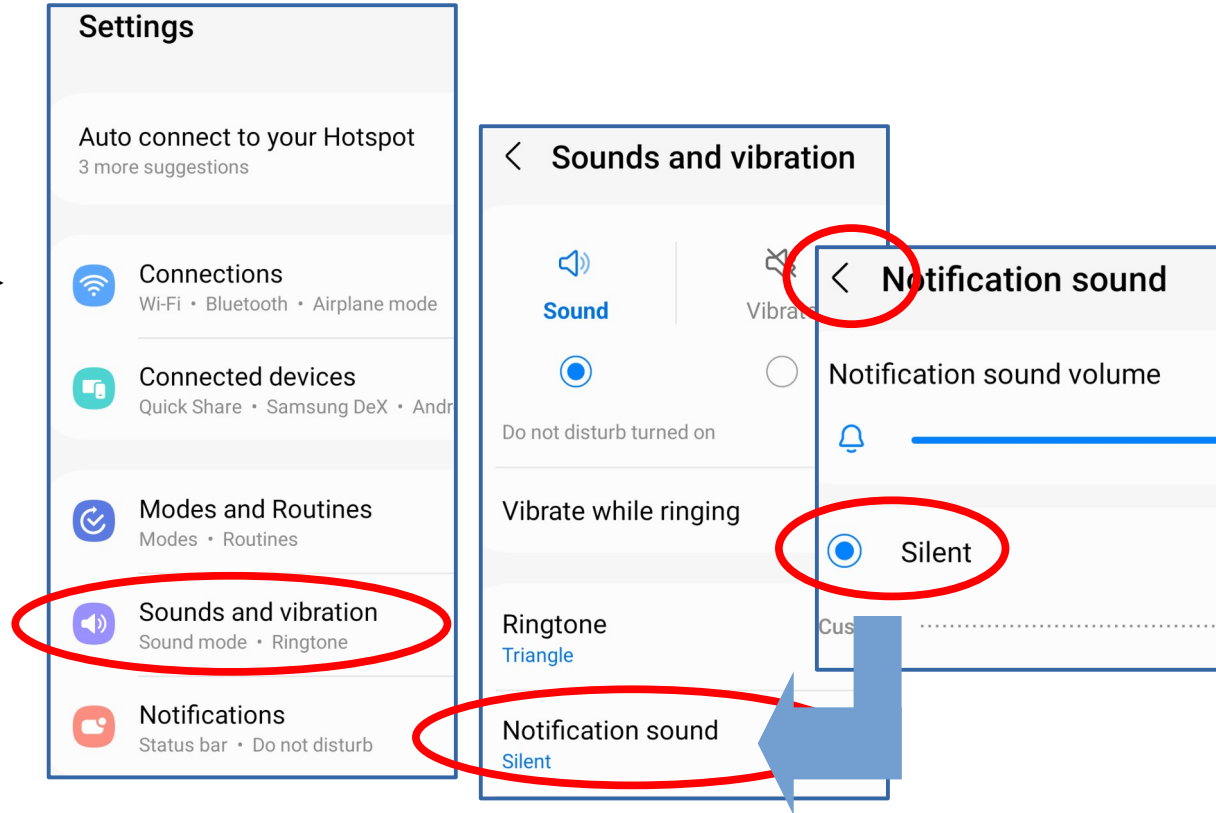 Settings
Auto connect to your Hotspot
3 more suggestions
Connections
Wi-Fi • Bluetooth • Airplane mode
Connected devices
Quick Share • Samsung DeX • Andr
Modes and Routines
Modes • Routines
Sounds and vibration
Sound mode • Ringtone
Notifications
Status bar • Do not disturb
Sounds and vibration
Sound
Vibrat
Do not disturb turned on
Vibrate while ringing
Ringtone
Triangle
Notification sound
Silent
Notification sound
Notification sound volume
Silent
Cus